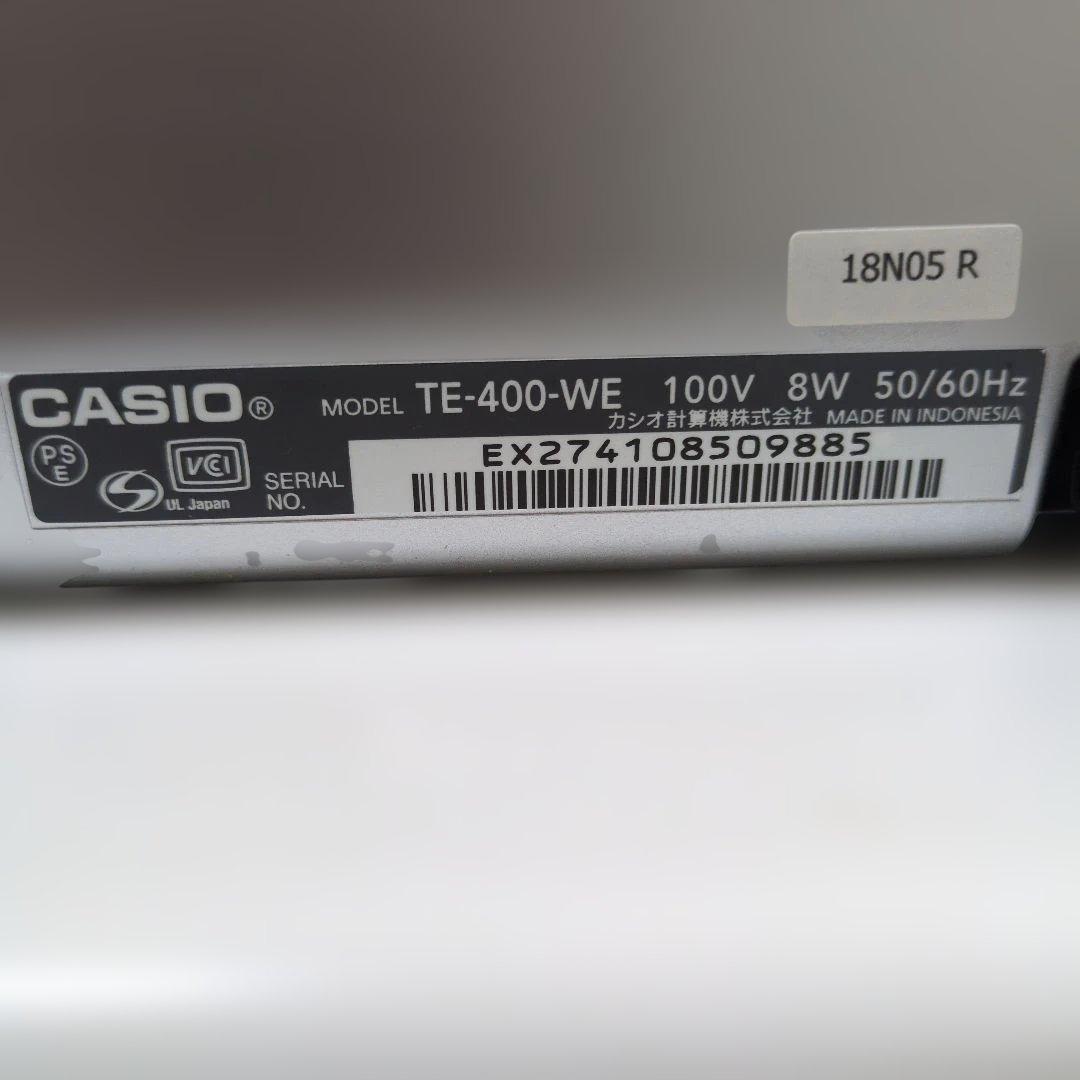 18N05 R
CASIO® MODEL TE-400-WE 100V 8W 50/60Hz
カシオ計算機株式会社 MADE IN INDONESIA
PS
E
VCI
UL Japan
SERIAL
NO.
EX274108509885